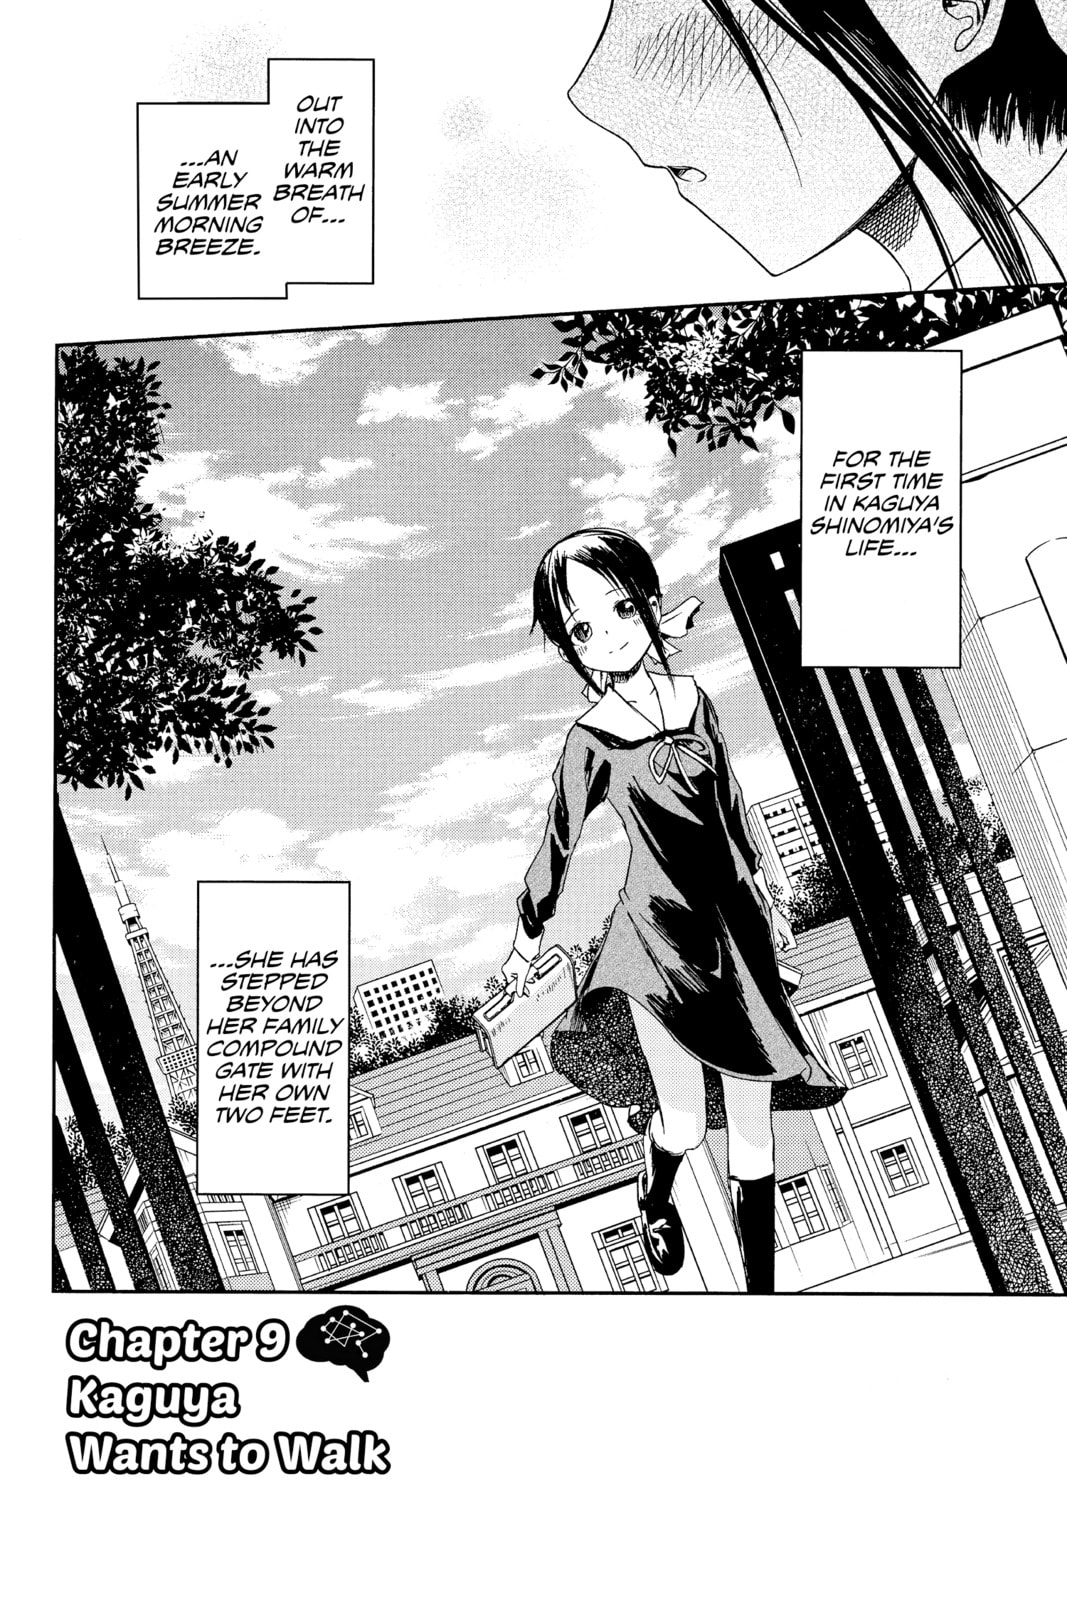 OUT
INTO
THE
WARM
BREATH
OF...
...AN
EARLY
SUMMER
MORNING
BREEZE.
FOR THE
FIRST TIME
IN KAGUYA
SHINOMIYA'S
LIFE...
...SHE HAS
STEPPED
BEYOND
HER FAMILY
COMPOUND
GATE WITH
HER OWN
TWO FEET.
Chapter 9
Kaguya
Wants to Walk